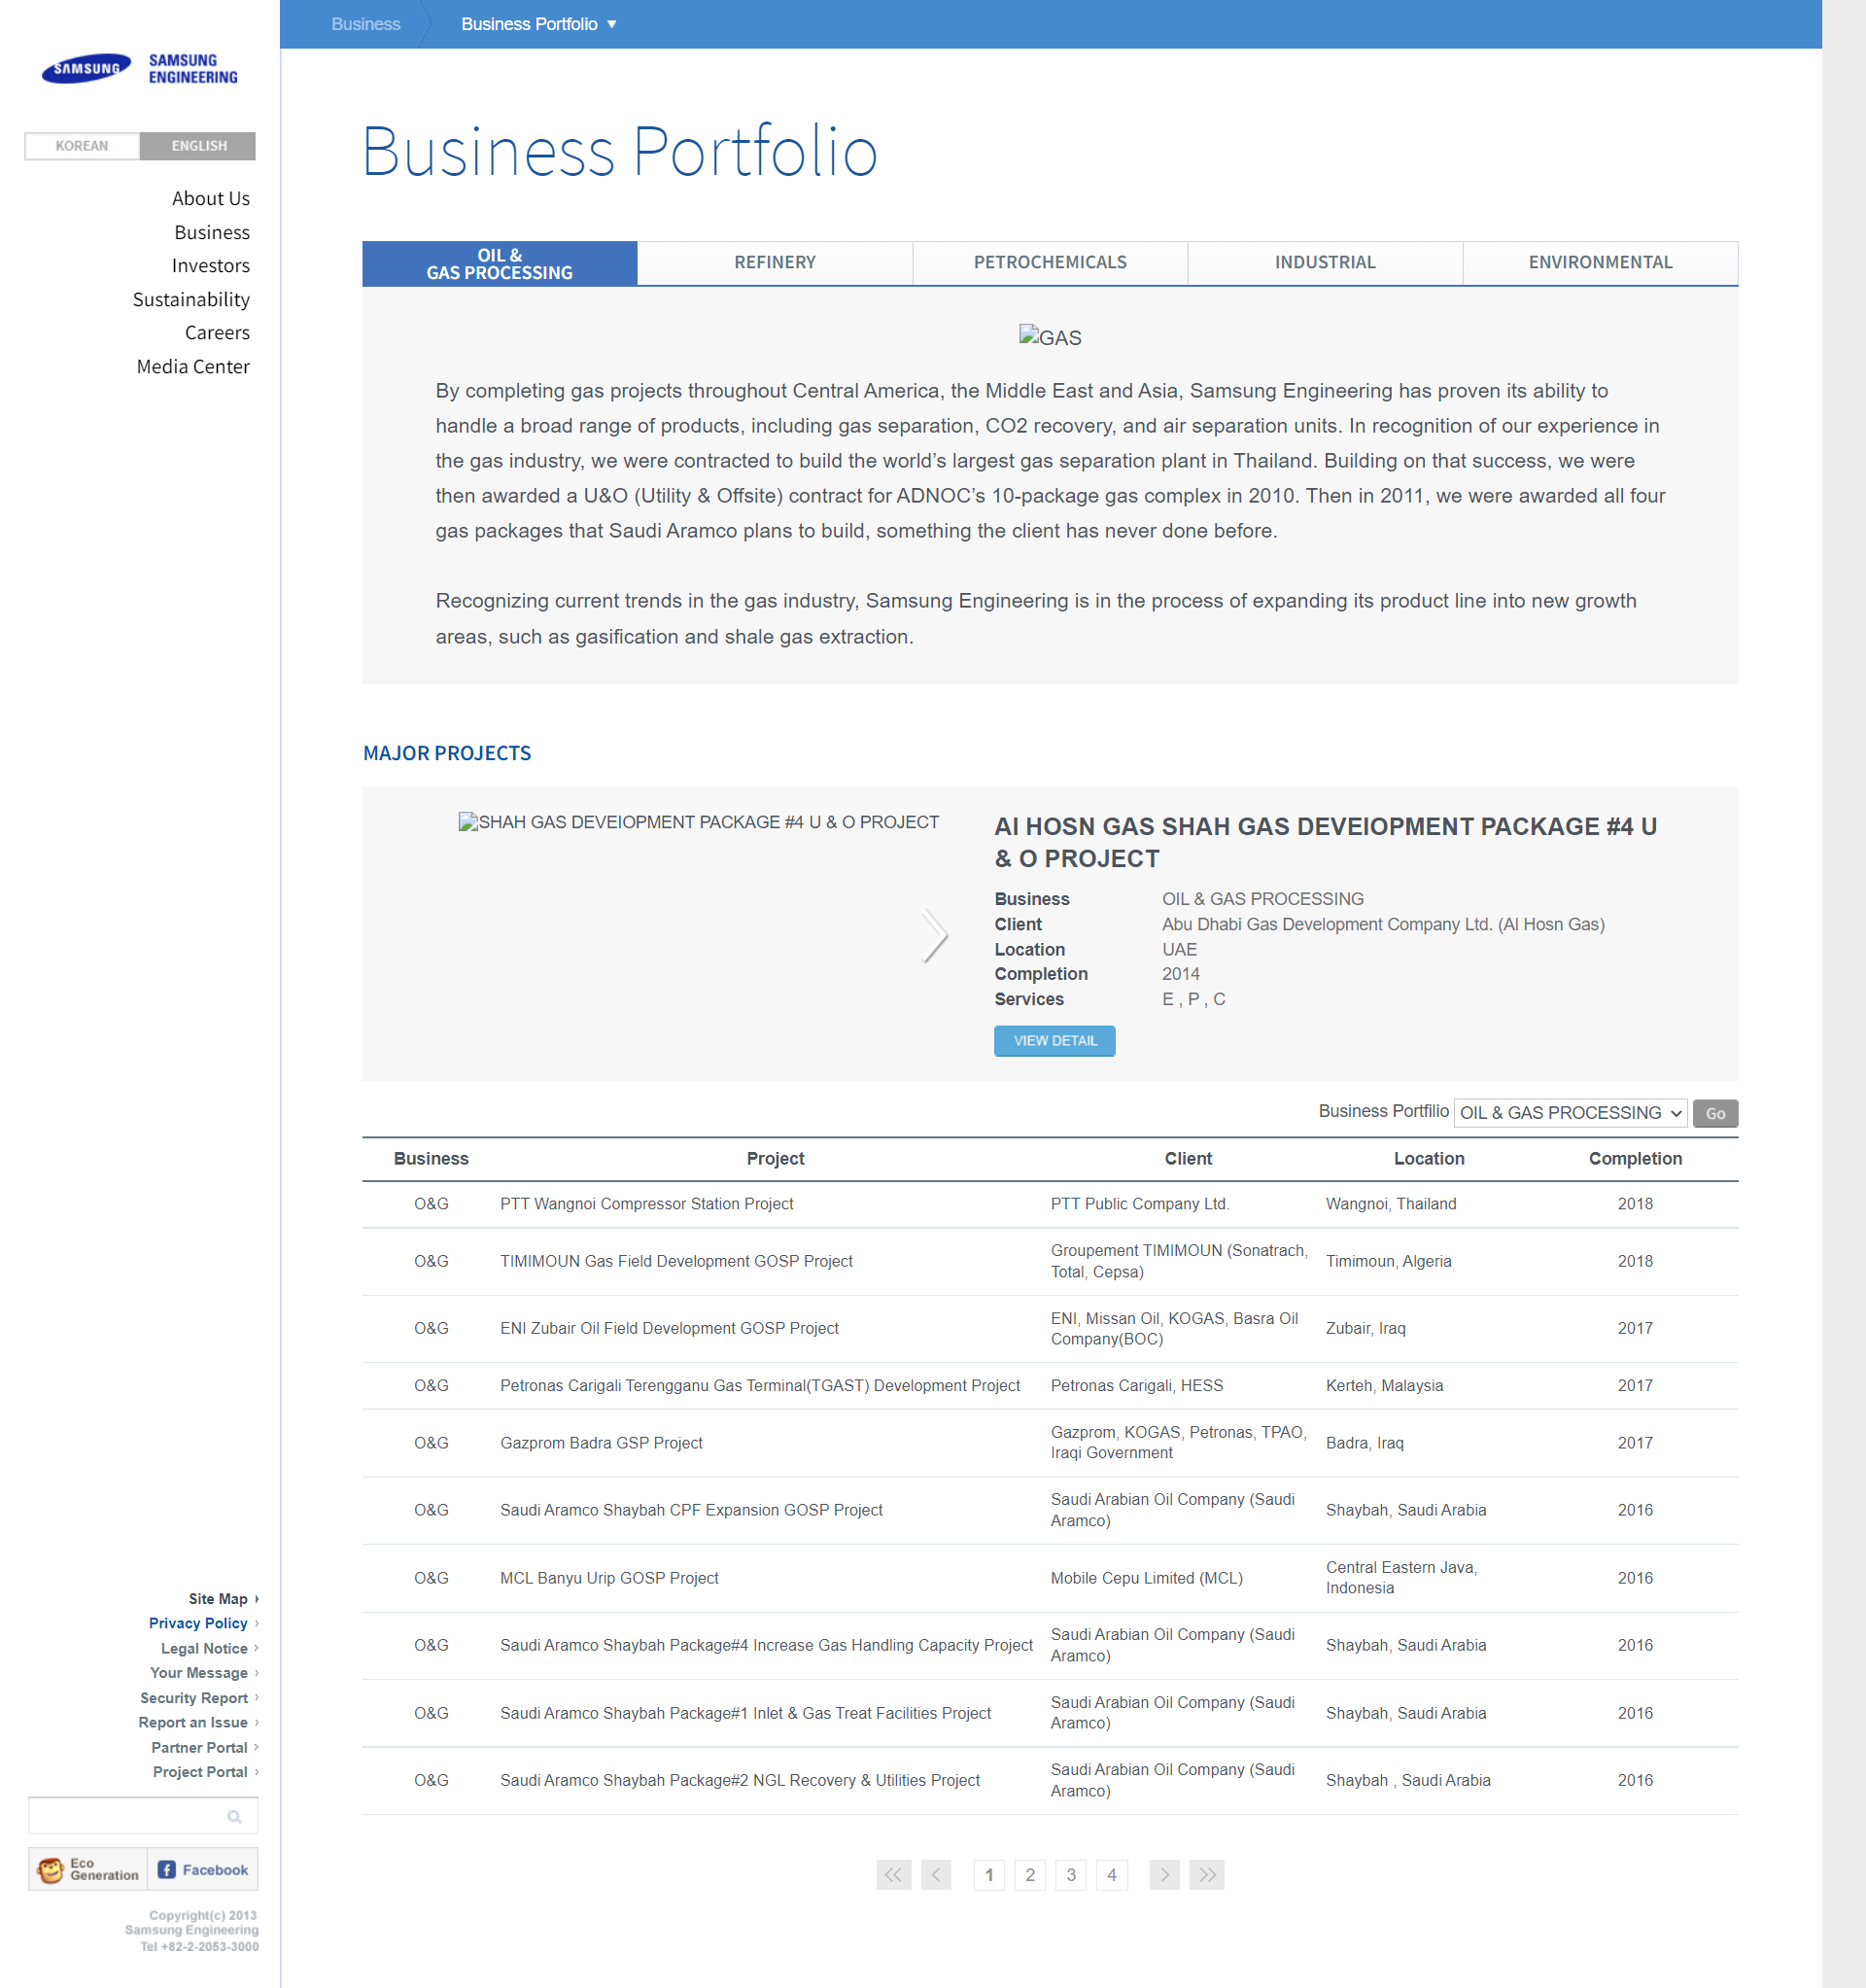 SAMSUNG
SAMSUNG
ENGINEERING
KOREAN
ENGLISH
About Us
Business
Investors
Sustainability
Careers
Media Center
Site Map
Privacy Policy
Legal Notice
Your Message
Security Report
Report an Issue
Partner Portal
Project Portal
Eco
Generation
Facebook
Copyright(c) 2013
Samsung Engineering
Tel +82-2-2053-3000
Business
Business Portfolio
Business Portfolio
OIL &
GAS PROCESSING
REFINERY
PETROCHEMICALS
INDUSTRIAL
ENVIRONMENTAL
GAS
By completing gas projects throughout Central America, the Middle East and Asia, Samsung Engineering has proven its ability to
handle a broad range of products, including gas separation, CO2 recovery, and air separation units. In recognition of our experience in
the gas industry, we were contracted to build the world’s largest gas separation plant in Thailand. Building on that success, we were
then awarded a U&O (Utility & Offsite) contract for ADNOC’s 10-package gas complex in 2010. Then in 2011, we were awarded all four
gas packages that Saudi Aramco plans to build, something the client has never done before.
Recognizing current trends in the gas industry, Samsung Engineering is in the process of expanding its product line into new growth
areas, such as gasification and shale gas extraction.
MAJOR PROJECTS
SHAH GAS DEVEIOPMENT PACKAGE #4 U & O PROJECT
AI HOSN GAS SHAH GAS DEVEIOPMENT PACKAGE #4 U
& O PROJECT
Business OIL & GAS PROCESSING
Client Abu Dhabi Gas Development Company Ltd. (Al Hosn Gas)
Location UAE
Completion 2014
Services E , P , C
VIEW DETAIL
Business Portfilio OIL & GAS PROCESSING Go
Business Project Client Location Completion
O&G PTT Wangnoi Compressor Station Project PTT Public Company Ltd. Wangnoi, Thailand 2018
O&G TIMIMOUN Gas Field Development GOSP Project Groupement TIMIMOUN (Sonatrach,
Total, Cepsa) Timimoun, Algeria 2018
O&G ENI Zubair Oil Field Development GOSP Project ENI, Missan Oil, KOGAS, Basra Oil
Company(BOC) Zubair, Iraq 2017
O&G Petronas Carigali Terengganu Gas Terminal(TGAST) Development Project Petronas Carigali, HESS Kerteh, Malaysia 2017
O&G Gazprom Badra GSP Project Gazprom, KOGAS, Petronas, TPAO,
Iraqi Government Badra, Iraq 2017
O&G Saudi Aramco Shaybah CPF Expansion GOSP Project Saudi Arabian Oil Company (Saudi
Aramco) Shaybah, Saudi Arabia 2016
O&G MCL Banyu Urip GOSP Project Mobile Cepu Limited (MCL) Central Eastern Java,
Indonesia 2016
O&G Saudi Aramco Shaybah Package#4 Increase Gas Handling Capacity Project Saudi Arabian Oil Company (Saudi
Aramco) Shaybah, Saudi Arabia 2016
O&G Saudi Aramco Shaybah Package#1 Inlet & Gas Treat Facilities Project Saudi Arabian Oil Company (Saudi
Aramco) Shaybah, Saudi Arabia 2016
O&G Saudi Aramco Shaybah Package#2 NGL Recovery & Utilities Project Saudi Arabian Oil Company (Saudi
Aramco) Shaybah , Saudi Arabia 2016
1 2 3 4